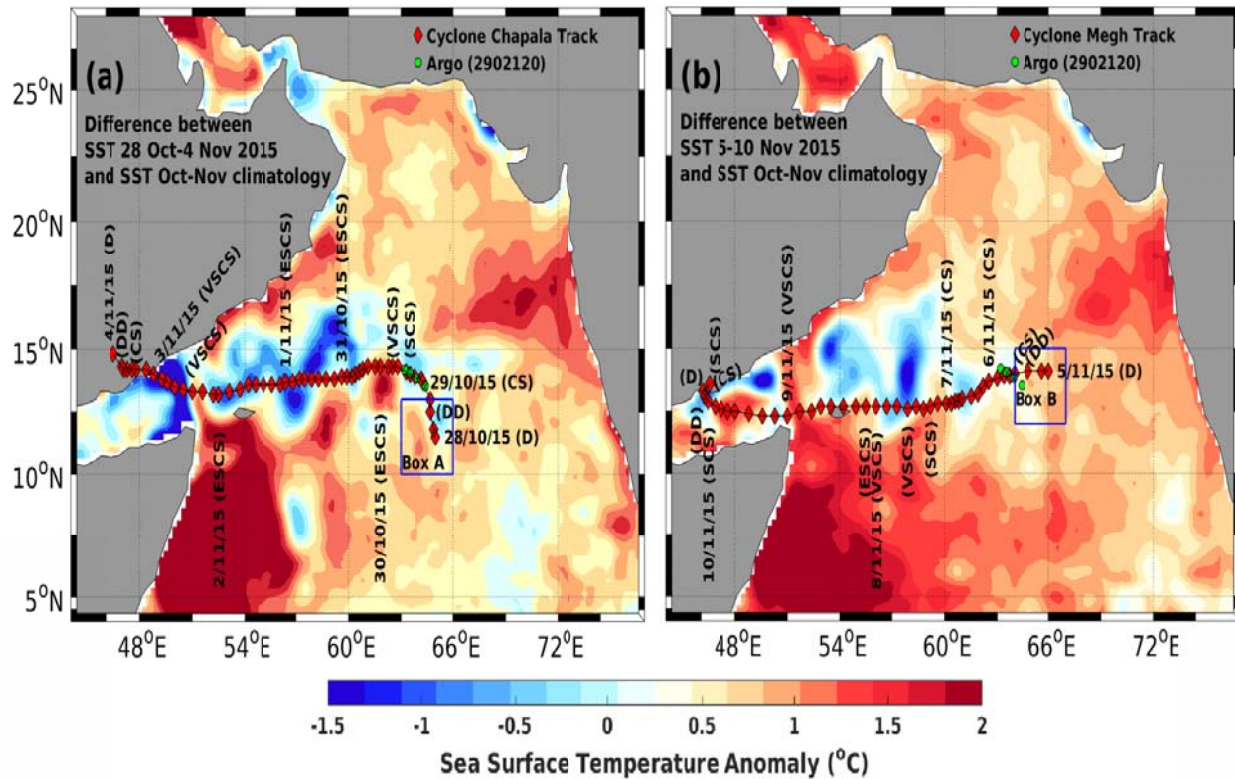 (a)
Cyclone Chapala Track
Argo (2902120)
Difference between
SST 28 Oct-4 Nov 2015
and SST Oct-Nov climatology
25°N
20°N
15°N
10°N
5°N
4/11/15 (D)
(DD)
(CS)
3/11/15 (VSCS)
(VSCS)
2/11/15 (ESCS)
1/11/15 (ESCS)
31/10/15 (ESCS)
30/10/15 (ESCS)
(VSCS)
(SCS)
29/10/15 (CS)
(DD)
28/10/15 (D)
Box A
48°E
54°E
60°E
66°E
72°E
(b)
Cyclone Megh Track
Argo (2902120)
Difference between
SST 5-10 Nov 2015
and SST Oct-Nov climatology
(D)
(SCS)
(CS)
(DD)
10/11/15 (SCS)
9/11/15 (VSCS)
(ESCS)
8/11/15 (VSCS)
(VSCS)
(SCS)
7/11/15 (CS)
6/11/15 (CS)
(CS)
(DD)
5/11/15 (D)
Box B
48°E
54°E
60°E
66°E
72°E
-1.5
-1
-0.5
0
0.5
1
1.5
2
Sea Surface Temperature Anomaly (°C)